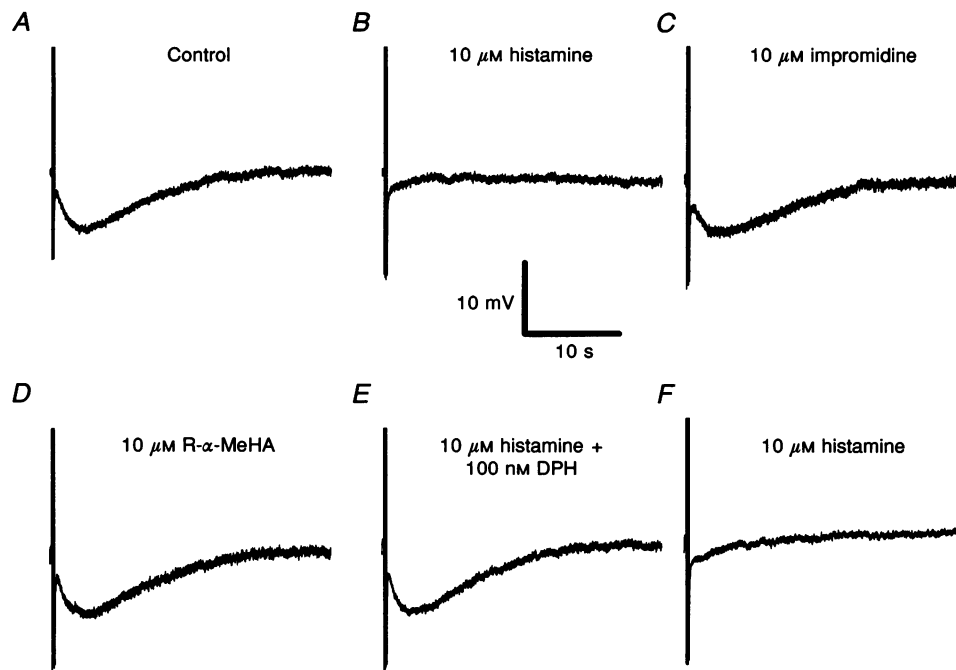 A
Control
B
10 μM histamine
C
10 μM impromidine
10 mV
10 s
D
10 μM R-α-MeHA
E
10 μM histamine +
100 nM DPH
F
10 μM histamine